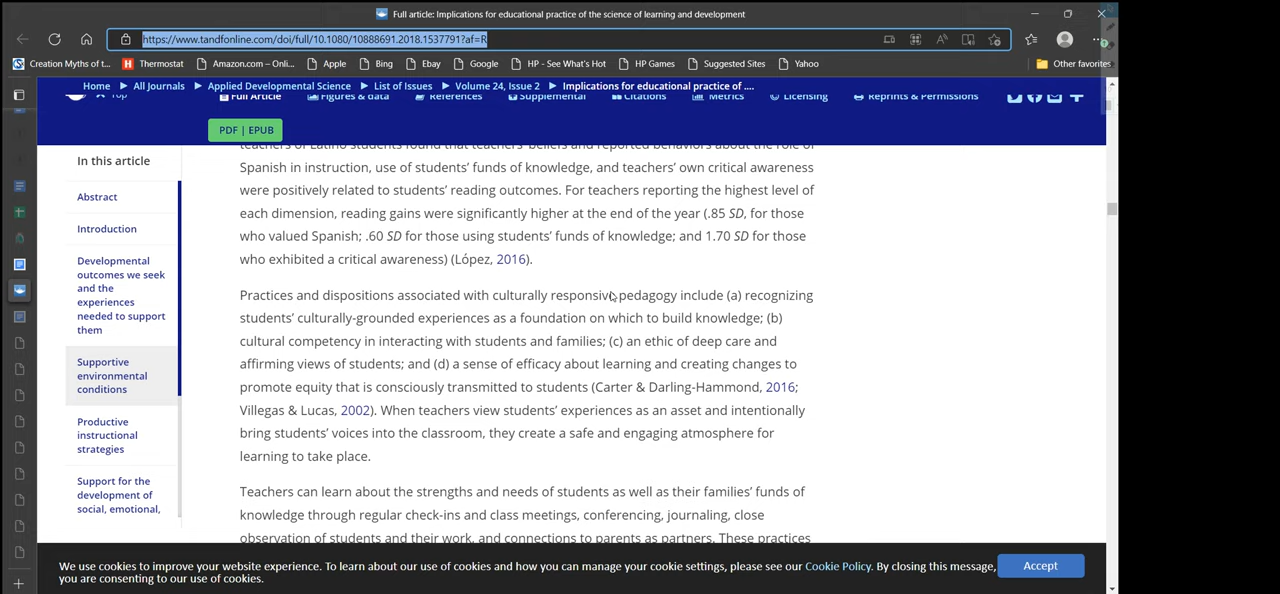 Full article: Implications for educational practice of the science of learning and development
https://www.tandfonline.com/doi/full/10.1080/10888691.2018.1537791?af=R
Creation Myths of t... Thermostat Amazon.com – Onli... Apple Bing Ebay Google HP - See What's Hot HP Games Suggested Sites Yahoo Other favorites
Home All Journals Applied Developmental Science List of Issues Volume 24, Issue 2 Implications for educational practice of ....
Top Full Article Figures & data References Supplemental Citations Metrics Licensing Reprints & Permissions
PDF | EPUB
In this article
Abstract
Introduction
Developmental
outcomes we seek
and the
experiences
needed to support
them
Supportive
environmental
conditions
Productive
instructional
strategies
Support for the
development of
social, emotional,
teachers of Latino students found that teachers' beliefs and reported behaviors about the role of
Spanish in instruction, use of students' funds of knowledge, and teachers' own critical awareness
were positively related to students' reading outcomes. For teachers reporting the highest level of
each dimension, reading gains were significantly higher at the end of the year (.85 SD, for those
who valued Spanish; .60 SD for those using students' funds of knowledge; and 1.70 SD for those
who exhibited a critical awareness) (López, 2016).
Practices and dispositions associated with culturally responsive pedagogy include (a) recognizing
students' culturally-grounded experiences as a foundation on which to build knowledge; (b)
cultural competency in interacting with students and families; (c) an ethic of deep care and
affirming views of students; and (d) a sense of efficacy about learning and creating changes to
promote equity that is consciously transmitted to students (Carter & Darling-Hammond, 2016;
Villegas & Lucas, 2002). When teachers view students' experiences as an asset and intentionally
bring students' voices into the classroom, they create a safe and engaging atmosphere for
learning to take place.
Teachers can learn about the strengths and needs of students as well as their families' funds of
knowledge through regular check-ins and class meetings, conferencing, journaling, close
observation of students and their work, and connections to parents as partners. These practices
We use cookies to improve your website experience. To learn about our use of cookies and how you can manage your cookie settings, please see our Cookie Policy. By closing this message,
you are consenting to our use of cookies.
Accept